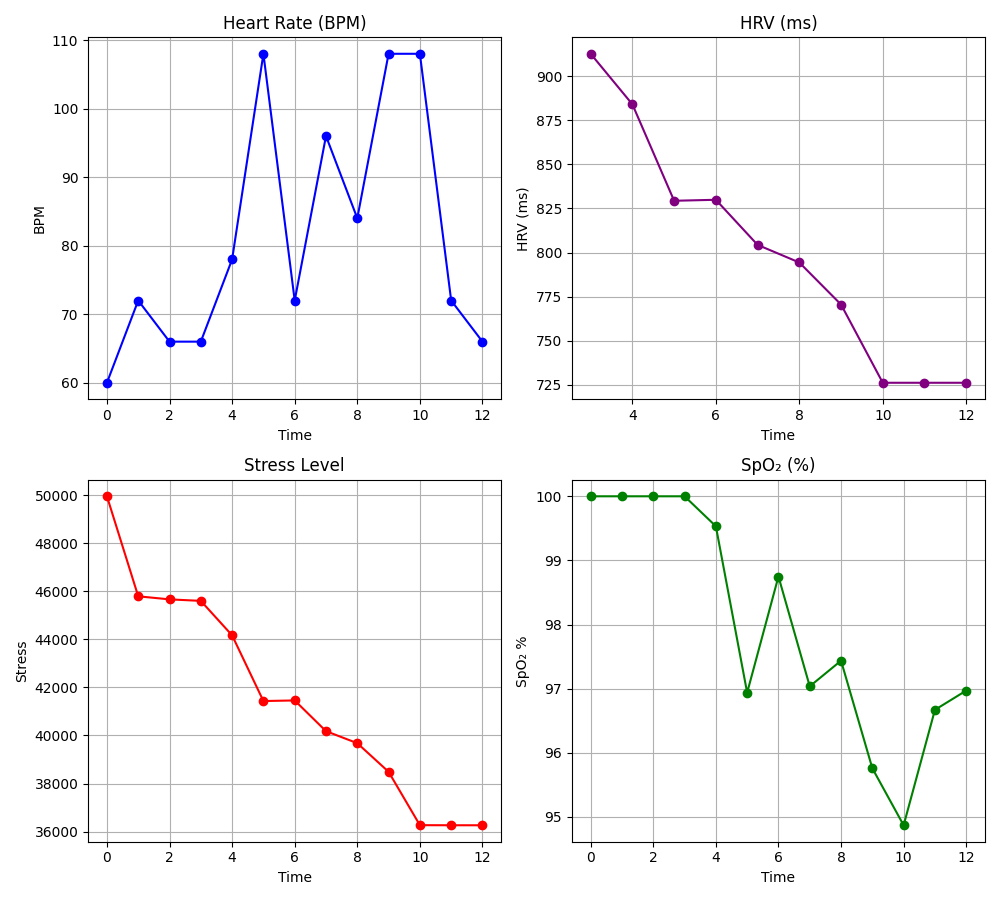 Heart Rate (BPM)
110
100
90
80
70
60
BPM
0 2 4 6 8 10 12
Time
HRV (ms)
900
875
850
825
800
775
750
725
HRV (ms)
4 6 8 10 12
Time
Stress Level
50000
48000
46000
44000
42000
40000
38000
36000
Stress
0 2 4 6 8 10 12
Time
SpO₂ (%)
100
99
98
97
96
95
SpO₂ %
0 2 4 6 8 10 12
Time